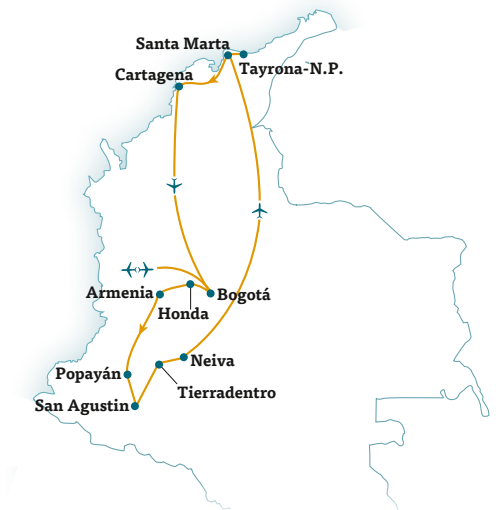 Santa Marta
Tayrona-N.P.
Cartagena
Armenia
Bogotá
Honda
Neiva
Popayán
Tierradentro
San Agustin